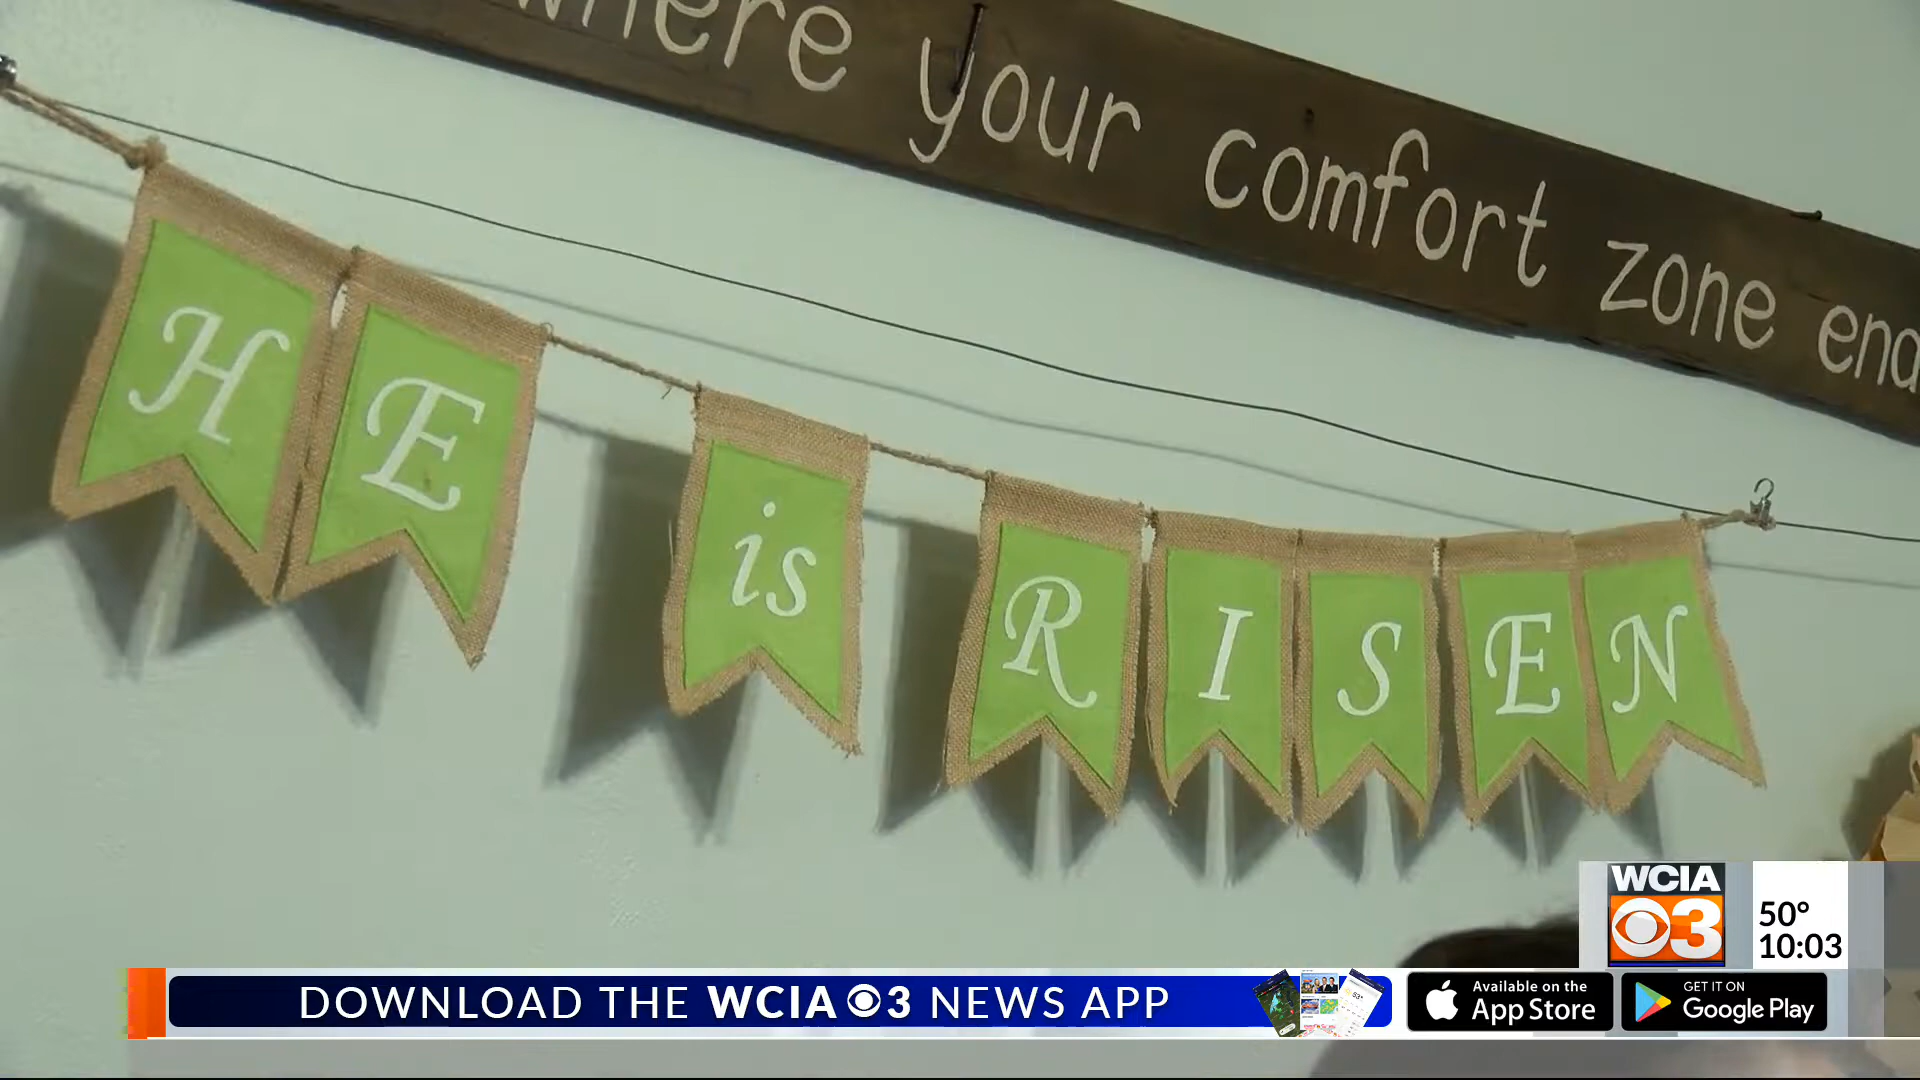 where your comfort zone end
HE is RISEN
WCIA
3
50°
10:03
DOWNLOAD THE WCIA 3 NEWS APP
Available on the
App Store
GET IT ON
Google Play